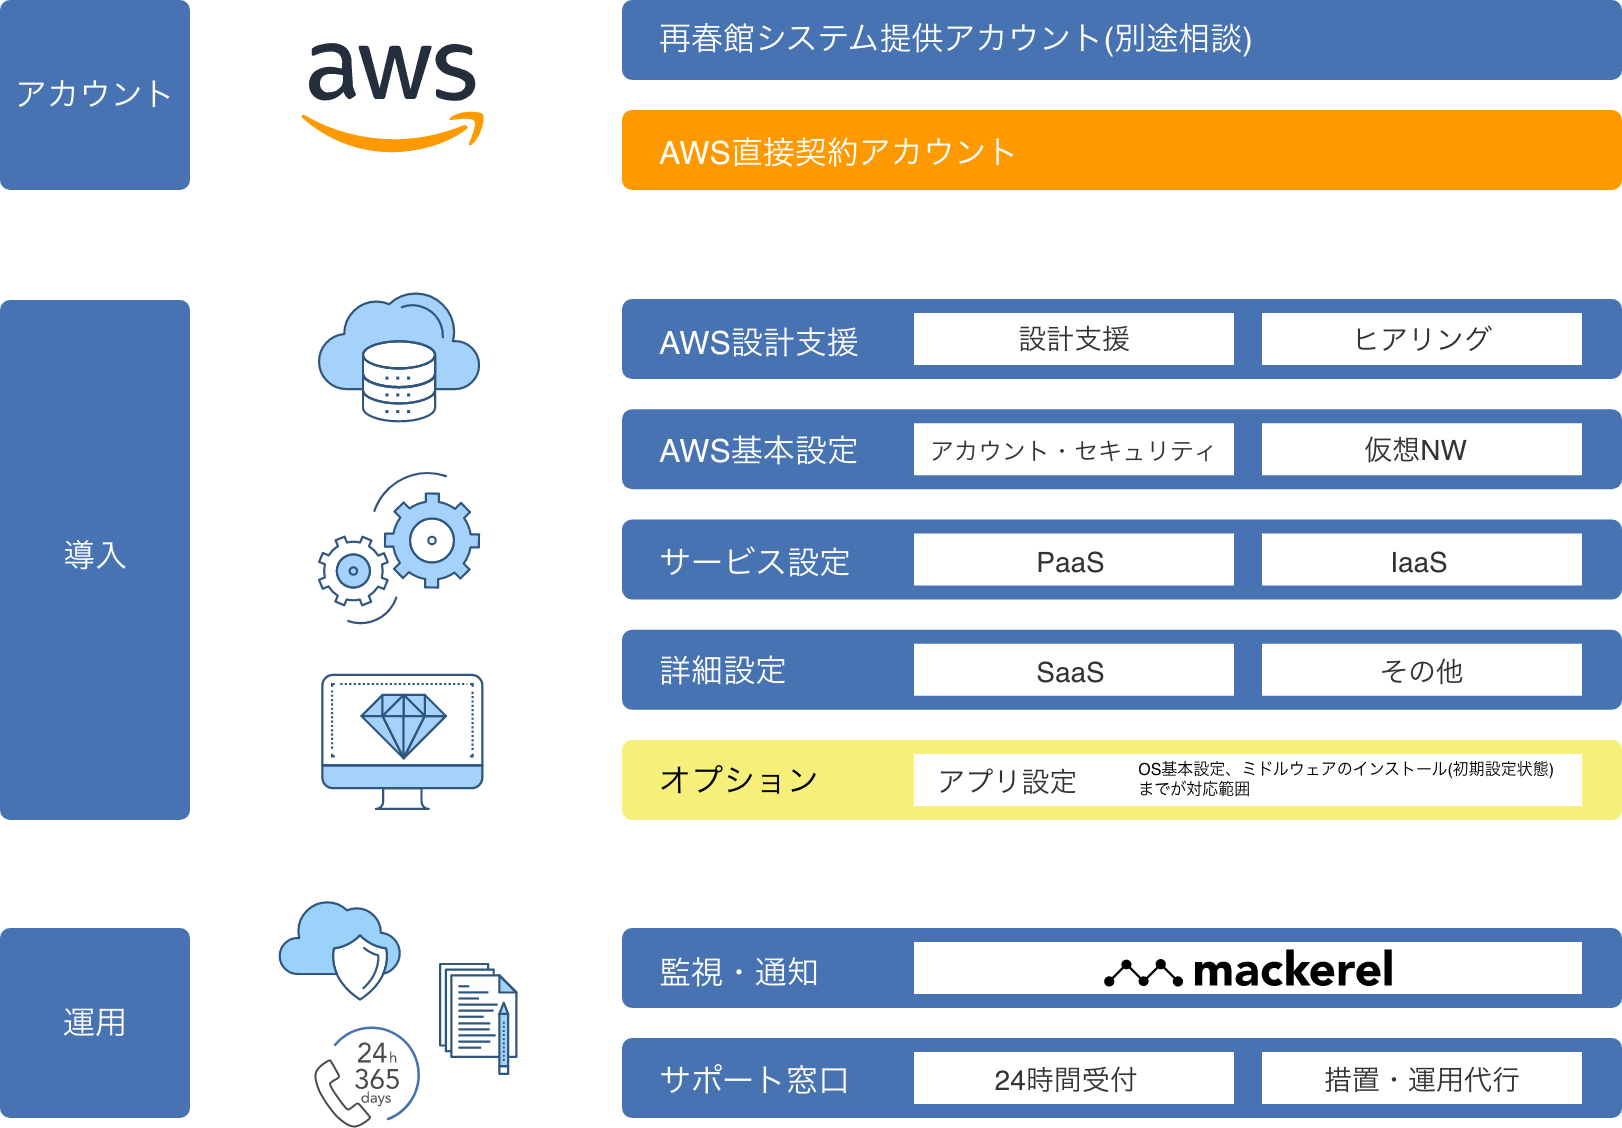 アカウント
aws
再春館システム提供アカウント(別途相談)
AWS直接契約アカウント
導入
AWS設計支援
設計支援
ヒアリング
AWS基本設定
アカウント・セキュリティ
仮想NW
サービス設定
PaaS
IaaS
詳細設定
SaaS
その他
オプション
アプリ設定
OS基本設定、ミドルウェアのインストール(初期設定状態)
までが対応範囲
運用
24h
365
days
監視・通知
mackerel
サポート窓口
24時間受付
措置・運用代行